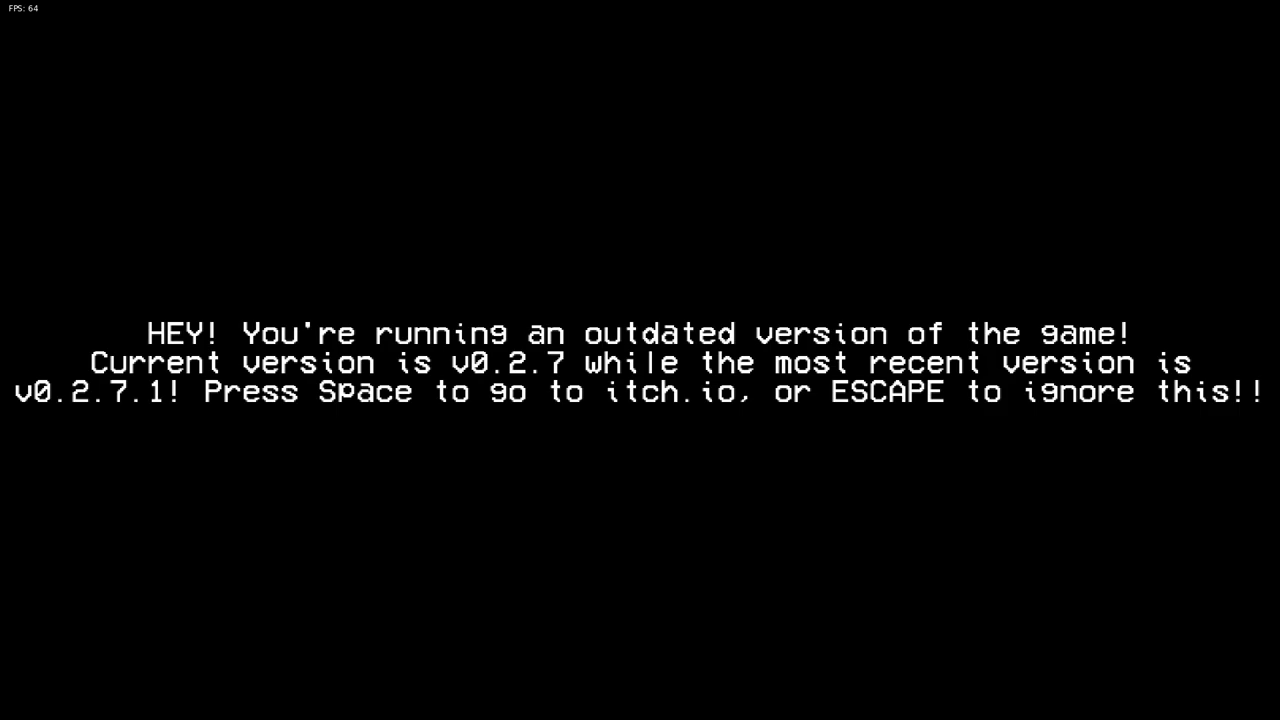 FPS: 64
HEY! You're running an outdated version of the game!
Current version is v0.2.7 while the most recent version is
v0.2.7.1! Press Space to go to itch.io, or ESCAPE to ignore this!!